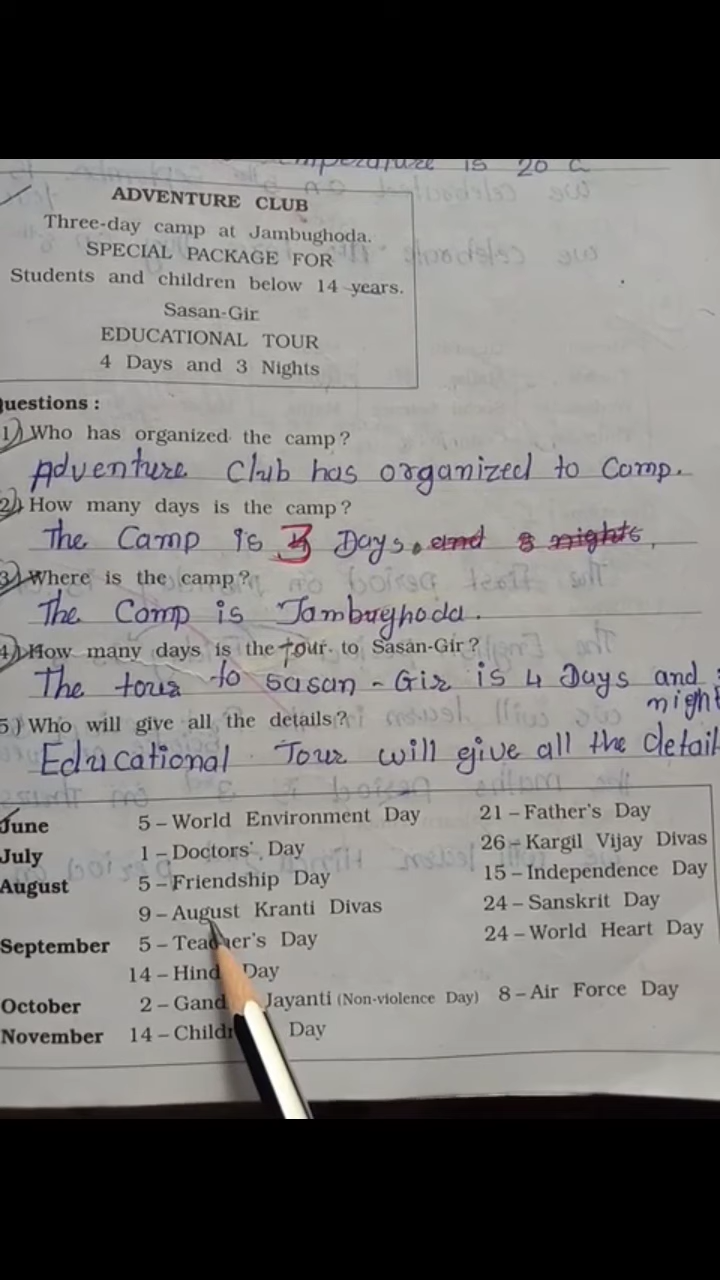 is 20 c
ADVENTURE CLUB
Three-day camp at Jambughoda.
SPECIAL PACKAGE FOR
Students and children below 14 years.
Sasan-Gir
EDUCATIONAL TOUR
4 Days and 3 Nights
uestions :
1) Who has organized the camp?
Adventure Club has organized to Camp.
2) How many days is the camp?
The Camp is 3 Days. and nights.
3) Where is the camp?
The Camp is Jambughoda.
4) How many days is the tour to Sasan-Gir?
The tour to sasan-Gir is 4 Days and
night
5) Who will give all the details?
Educational Tour will give all the detail
June 5 – World Environment Day 21 – Father's Day
July 1 – Doctors' Day 26 – Kargil Vijay Divas
August 5 – Friendship Day 15 – Independence Day
9 – August Kranti Divas 24 – Sanskrit Day
September 5 – Teacher's Day 24 – World Heart Day
14 – Hind Day
October 2 – Gand Jayanti (Non-violence Day) 8 – Air Force Day
November 14 – Childr Day